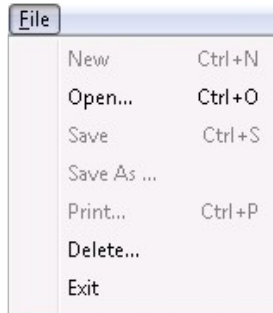 File
New Ctrl+N
Open... Ctrl+O
Save Ctrl+S
Save As ...
Print... Ctrl+P
Delete...
Exit